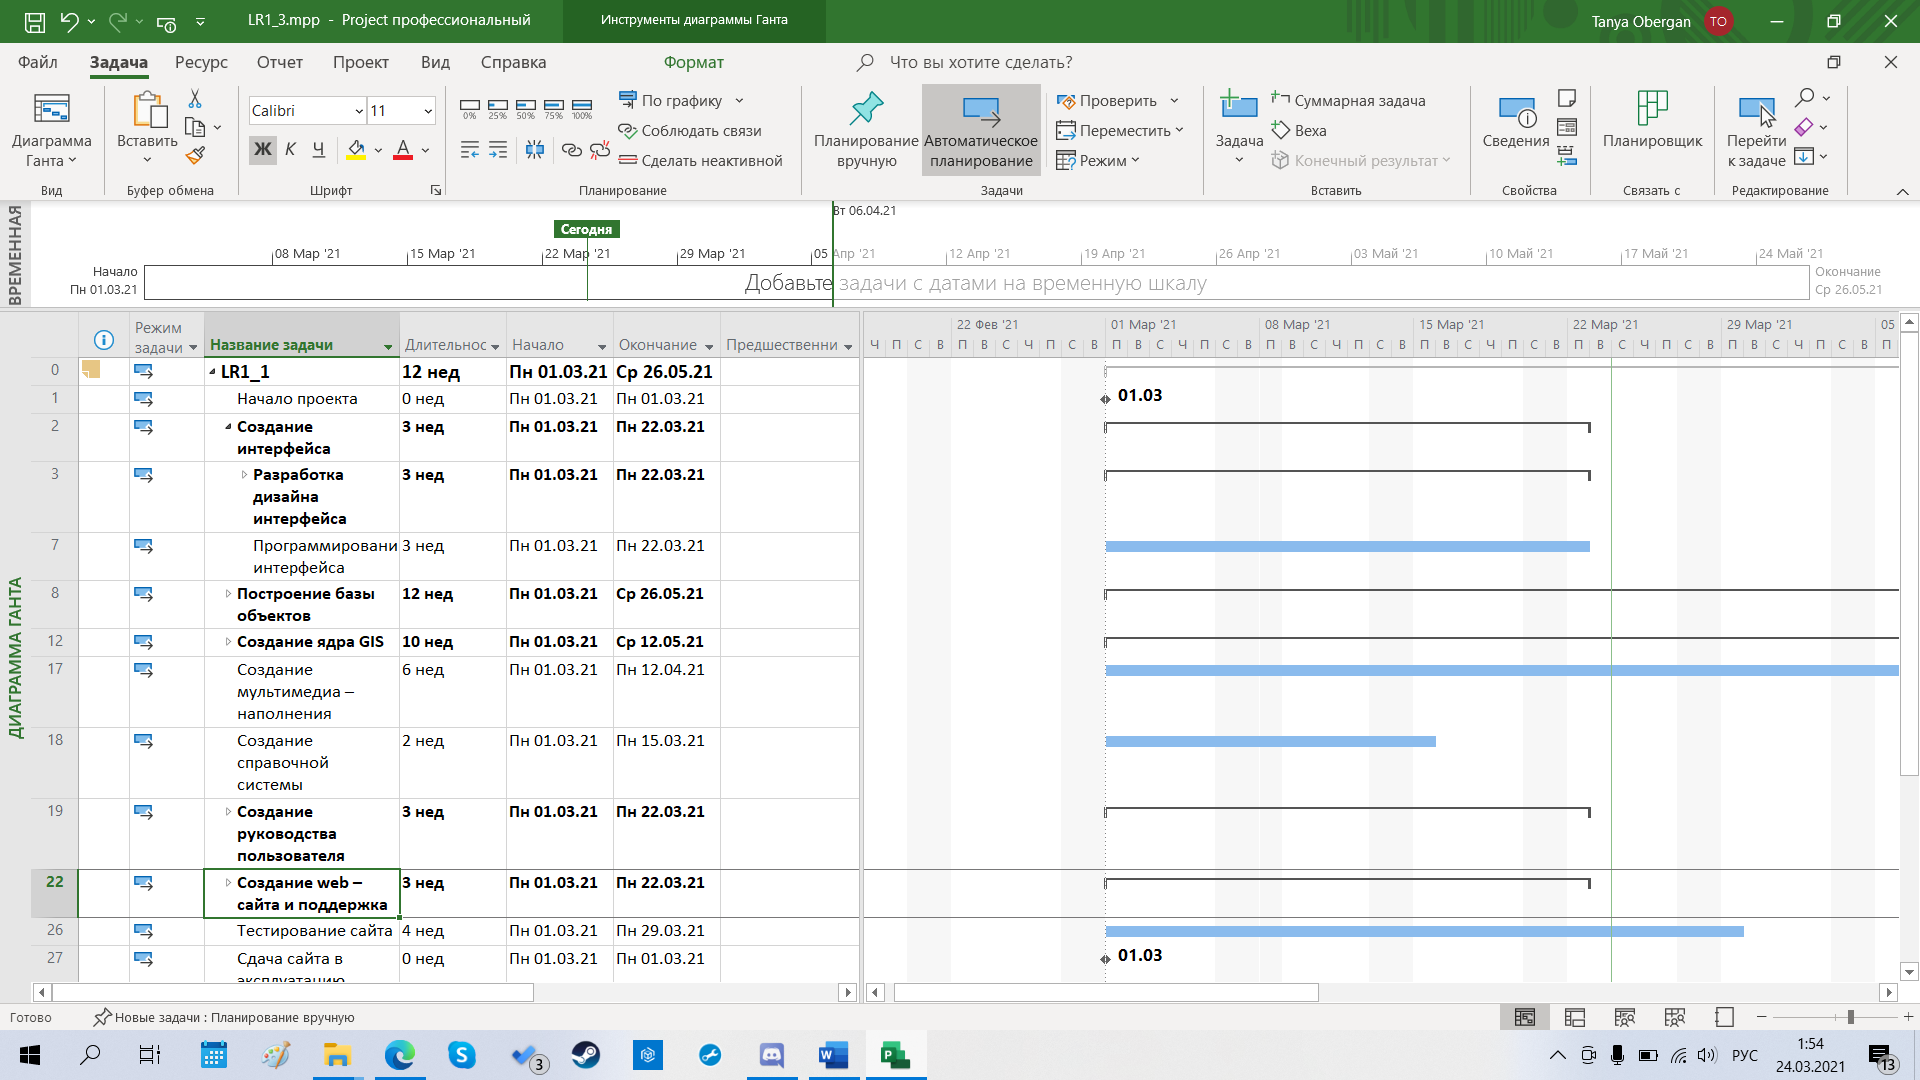 LR1_3.mpp - Project профессиональный
Инструменты диаграммы Ганта
Tanya Obergan
TO
Файл
Задача
Ресурс
Отчет
Проект
Вид
Справка
Формат
Что вы хотите сделать?
Диаграмма
Ганта
Вид
Вставить
Буфер обмена
Calibri
11
Ж К Ч
А
Шрифт
0% 25% 50% 75% 100%
По графику
Соблюдать связи
Сделать неактивной
Планирование
Планирование
вручную
Автоматическое
планирование
Проверить
Переместить
Режим
Задачи
Задача
Суммарная задача
Веха
Конечный результат
Вставить
Сведения
Свойства
Планировщик
Связать с
Перейти
к задаче
Редактирование
ВРЕМЕННАЯ
Вт 06.04.21
Сегодня
08 Мар '21 15 Мар '21 22 Мар '21 29 Мар '21 05 Апр '21 12 Апр '21 19 Апр '21 26 Апр '21 03 Май '21 10 Май '21 17 Май '21 24 Май '21
Начало
Пн 01.03.21
Добавьте задачи с датами на временную шкалу
Окончание
Ср 26.05.21
ДИАГРАММА ГАНТА
Режим
задачи
Название задачи
Длительнос
Начало
Окончание
Предшественни
22 Фев '21 01 Мар '21 08 Мар '21 15 Мар '21 22 Мар '21 29 Мар '21 05
Ч П С В П В С Ч П С В П В С Ч П С В П В С Ч П С В П В С Ч П С В П В С Ч П С В П В С Ч П С В П
0 LR1_1 12 нед Пн 01.03.21 Ср 26.05.21
1 Начало проекта 0 нед Пн 01.03.21 Пн 01.03.21
01.03
2 Создание 3 нед Пн 01.03.21 Пн 22.03.21
интерфейса
3 Разработка 3 нед Пн 01.03.21 Пн 22.03.21
дизайна
интерфейса
7 Программировани 3 нед Пн 01.03.21 Пн 22.03.21
интерфейса
8 Построение базы 12 нед Пн 01.03.21 Ср 26.05.21
объектов
12 Создание ядра GIS 10 нед Пн 01.03.21 Ср 12.05.21
17 Создание 6 нед Пн 01.03.21 Пн 12.04.21
мультимедиа –
наполнения
18 Создание 2 нед Пн 01.03.21 Пн 15.03.21
справочной
системы
19 Создание 3 нед Пн 01.03.21 Пн 22.03.21
руководства
пользователя
22 Создание web – 3 нед Пн 01.03.21 Пн 22.03.21
сайта и поддержка
26 Тестирование сайта 4 нед Пн 01.03.21 Пн 29.03.21
27 Сдача сайта в 0 нед Пн 01.03.21 Пн 01.03.21
эксплуатацию
01.03
Готово
Новые задачи : Планирование вручную
3
РУС
1:54
24.03.2021
13